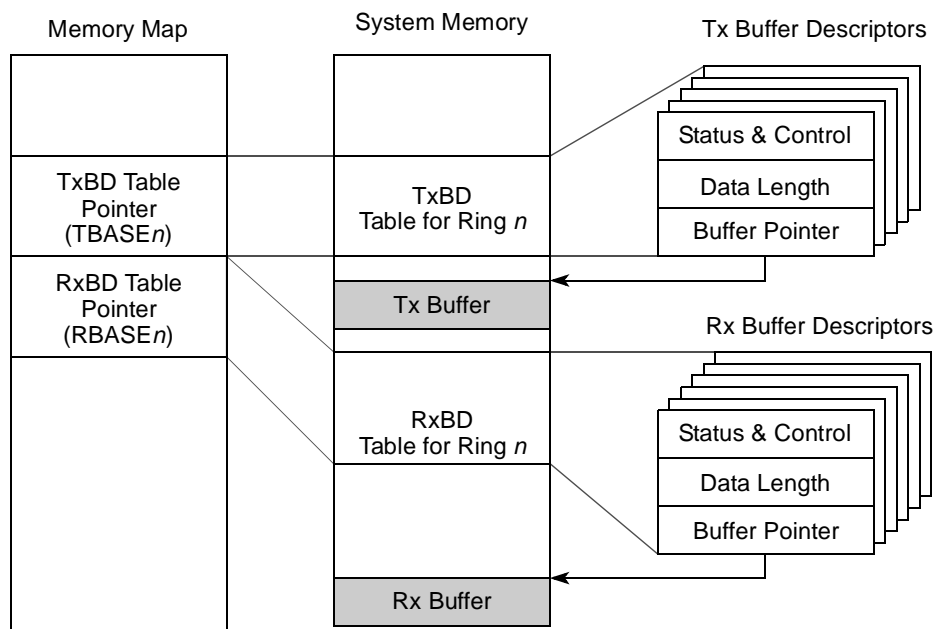 Memory Map
System Memory
Tx Buffer Descriptors
TxBD Table
Pointer
(TBASEn)
RxBD Table
Pointer
(RBASEn)
TxBD
Table for Ring n
Tx Buffer
RxBD
Table for Ring n
Rx Buffer
Status & Control
Data Length
Buffer Pointer
Rx Buffer Descriptors
Status & Control
Data Length
Buffer Pointer